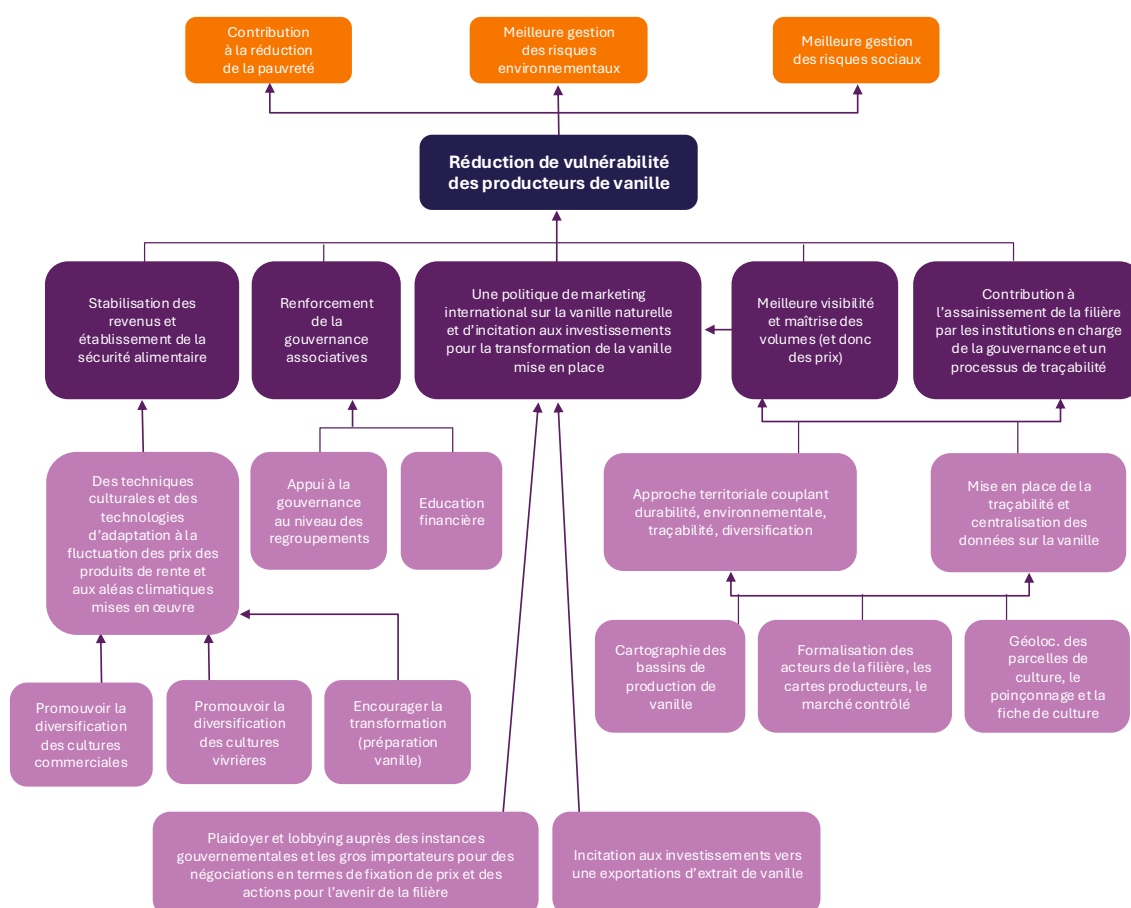 Contribution
à la réduction
de la pauvreté
Meilleure gestion
des risques
environnementaux
Meilleure gestion
des risques sociaux
Réduction de vulnérabilité
des producteurs de vanille
Stabilisation des
revenus et
établissement de la
sécurité alimentaire
Renforcement
de la
gouvernance
associatives
Une politique de marketing
international sur la vanille naturelle
et d’incitation aux investissements
pour la transformation de la vanille
mise en place
Meilleure visibilité
et maîtrise des
volumes (et donc
des prix)
Contribution à
l’assainissement de la filière
par les institutions en charge
de la gouvernance et un
processus de traçabilité
Des techniques
culturales et des
technologies
d’adaptation à la
fluctuation des prix des
produits de rente et
aux aléas climatiques
mises en œuvre
Appui à la
gouvernance
au niveau des
regroupements
Education
financière
Approche territoriale couplant
durabilité, environnementale,
traçabilité, diversification
Mise en place de la
traçabilité et
centralisation des
données sur la vanille
Cartographie des
bassins de
production de
vanille
Formalisation des
acteurs de la filière, les
cartes producteurs, le
marché contrôlé
Géoloc. des
parcelles de
culture, le
poinçonnage et la
fiche de culture
Promouvoir la
diversification
des cultures
commerciales
Promouvoir la
diversification
des cultures
vivrières
Encourager la
transformation
(préparation
vanille)
Plaidoyer et lobbying auprès des instances
gouvernementales et les gros importateurs pour des
négociations en termes de fixation de prix et des
actions pour l’avenir de la filière
Incitation aux investissements vers
une exportations d’extrait de vanille